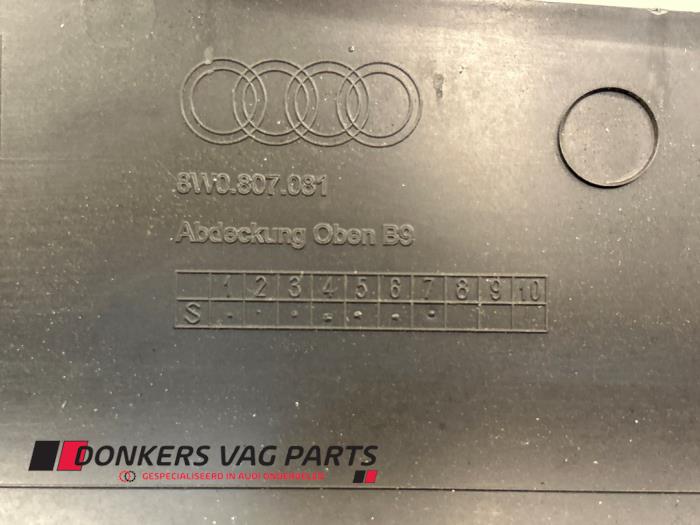 8W0.807.081
Abdeckung Oben B9
1 2 3 4 5 6 7 8 9 10
S
DONKERS VAG PARTS
GESPECIALISEERD IN AUDI ONDERDELEN